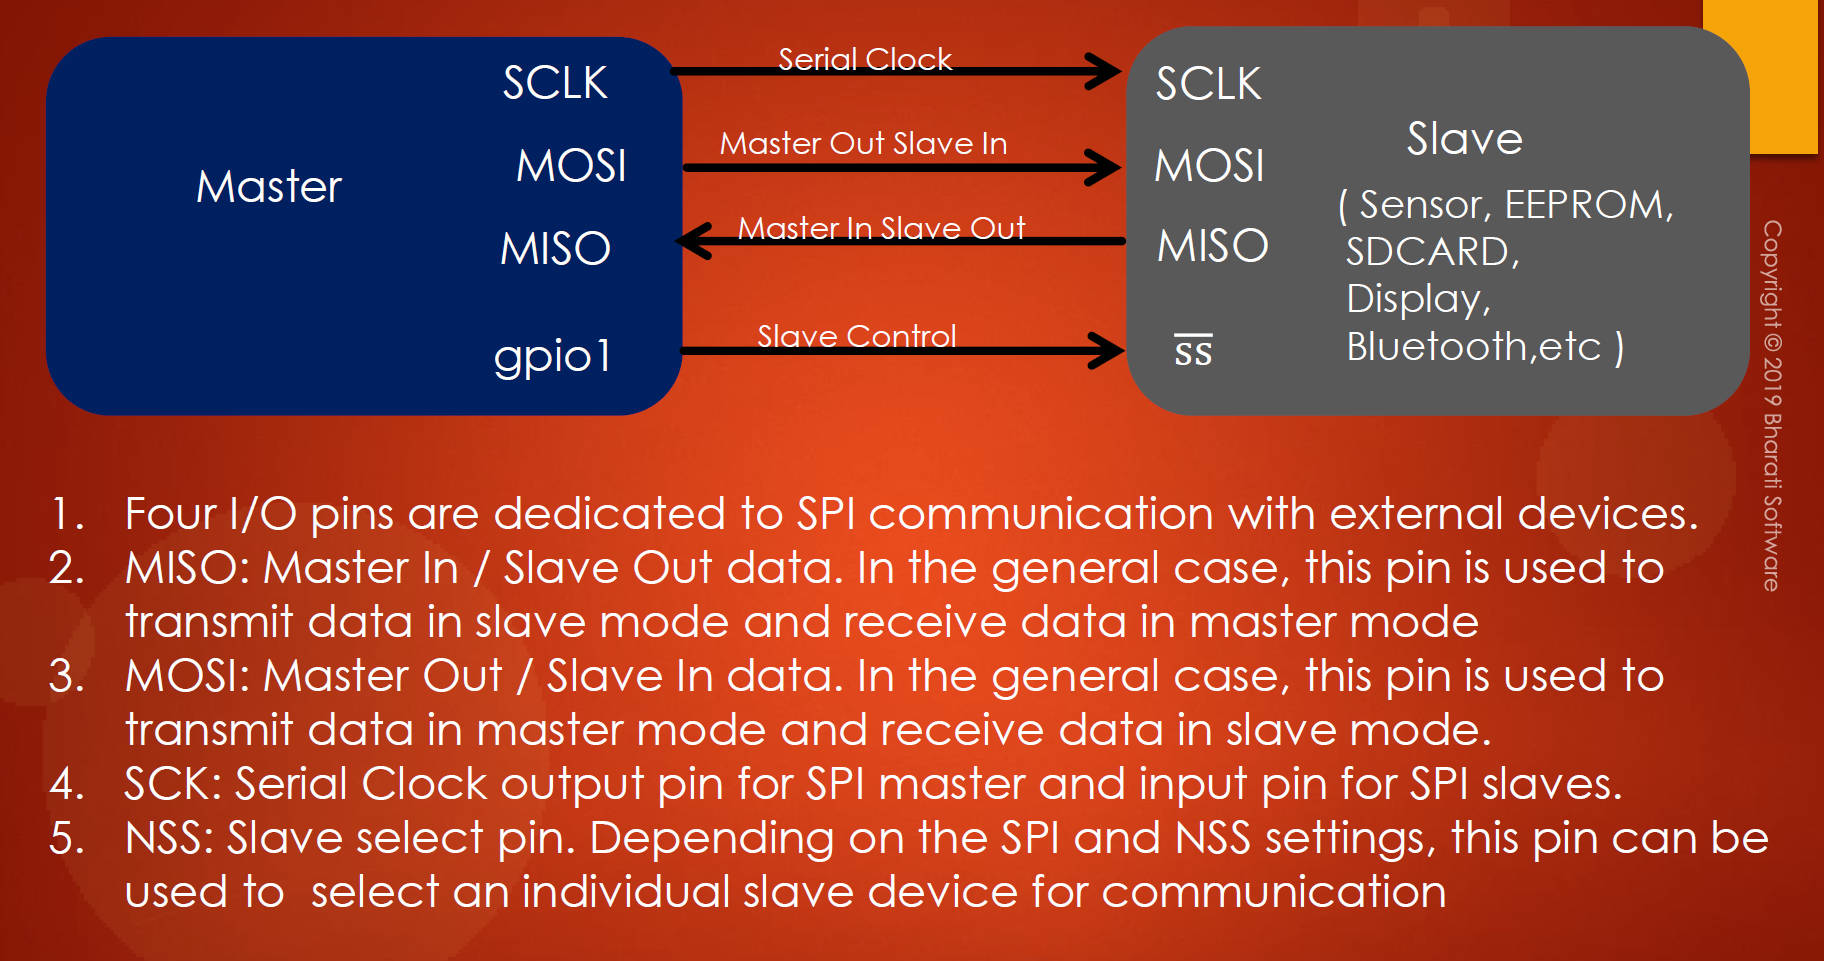 Serial Clock
SCLK
SCLK
Master Out Slave In
MOSI
MOSI
Slave
Master
( Sensor, EEPROM,
Master In Slave Out
MISO
MISO
SDCARD,
Display,
Slave Control
gpio1
s̅s̅
Bluetooth,etc )
Copyright © 2019 Bharati Software
1. Four I/O pins are dedicated to SPI communication with external devices.
2. MISO: Master In / Slave Out data. In the general case, this pin is used to
transmit data in slave mode and receive data in master mode
3. MOSI: Master Out / Slave In data. In the general case, this pin is used to
transmit data in master mode and receive data in slave mode.
4. SCK: Serial Clock output pin for SPI master and input pin for SPI slaves.
5. NSS: Slave select pin. Depending on the SPI and NSS settings, this pin can be
used to select an individual slave device for communication